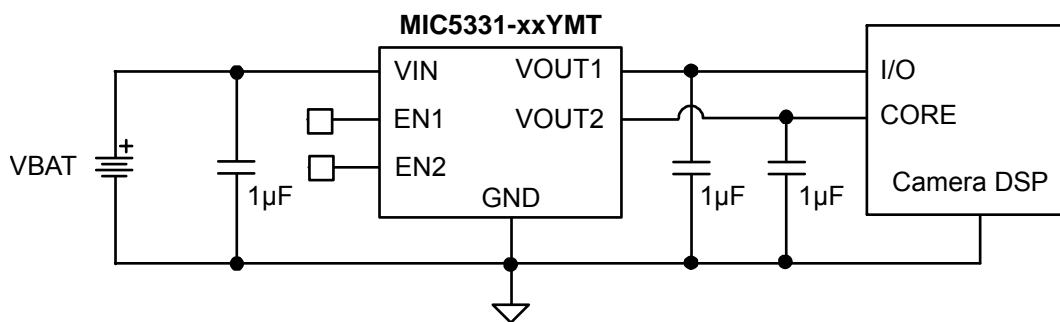 MIC5331-xxYMT
VIN
VOUT1
I/O
EN1
VOUT2
CORE
+
VBAT
EN2
1µF
GND
1µF
1µF
Camera DSP